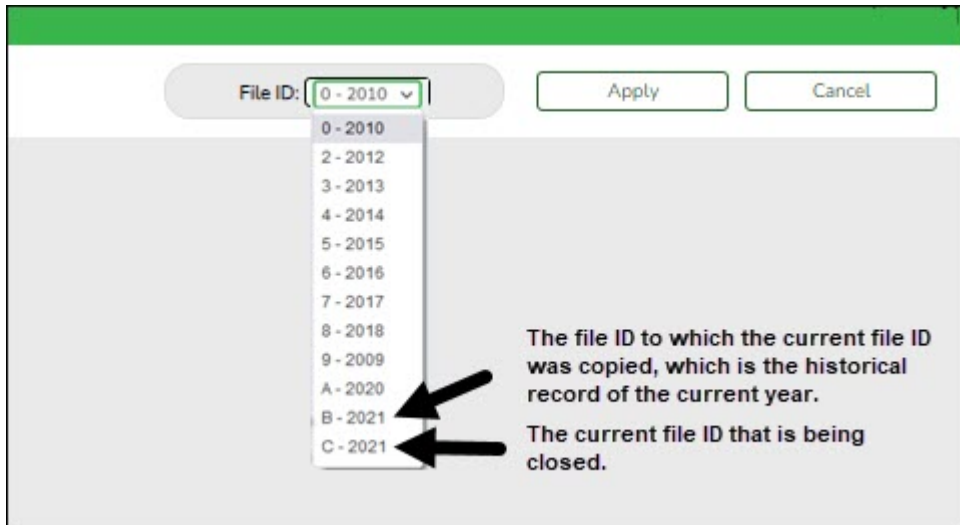 File ID: 0 - 2010 Apply Cancel
0 - 2010
2 - 2012
3 - 2013
4 - 2014
5 - 2015
6 - 2016
7 - 2017
8 - 2018
9 - 2009
A - 2020
B - 2021
C - 2021
The file ID to which the current file ID
was copied, which is the historical
record of the current year.
The current file ID that is being
closed.